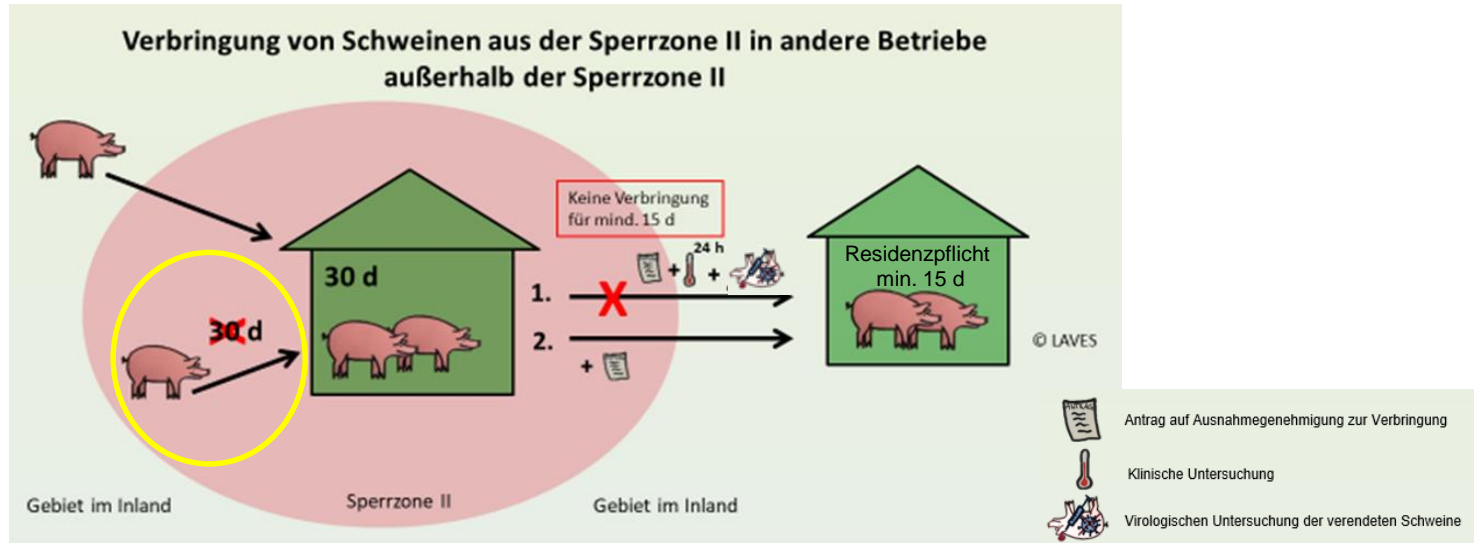 Verbringung von Schweinen aus der Sperrzone II in andere Betriebe
außerhalb der Sperrzone II
Keine Verbringung
für mind. 15 d
24 h
30 d
30 d
1.
2.
+
+
+
Residenzpflicht
min. 15 d
© LAVES
Gebiet im Inland
Sperrzone II
Gebiet im Inland
ANTRAG
Antrag auf Ausnahmegenehmigung zur Verbringung
Klinische Untersuchung
Virologischen Untersuchung der verendeten Schweine